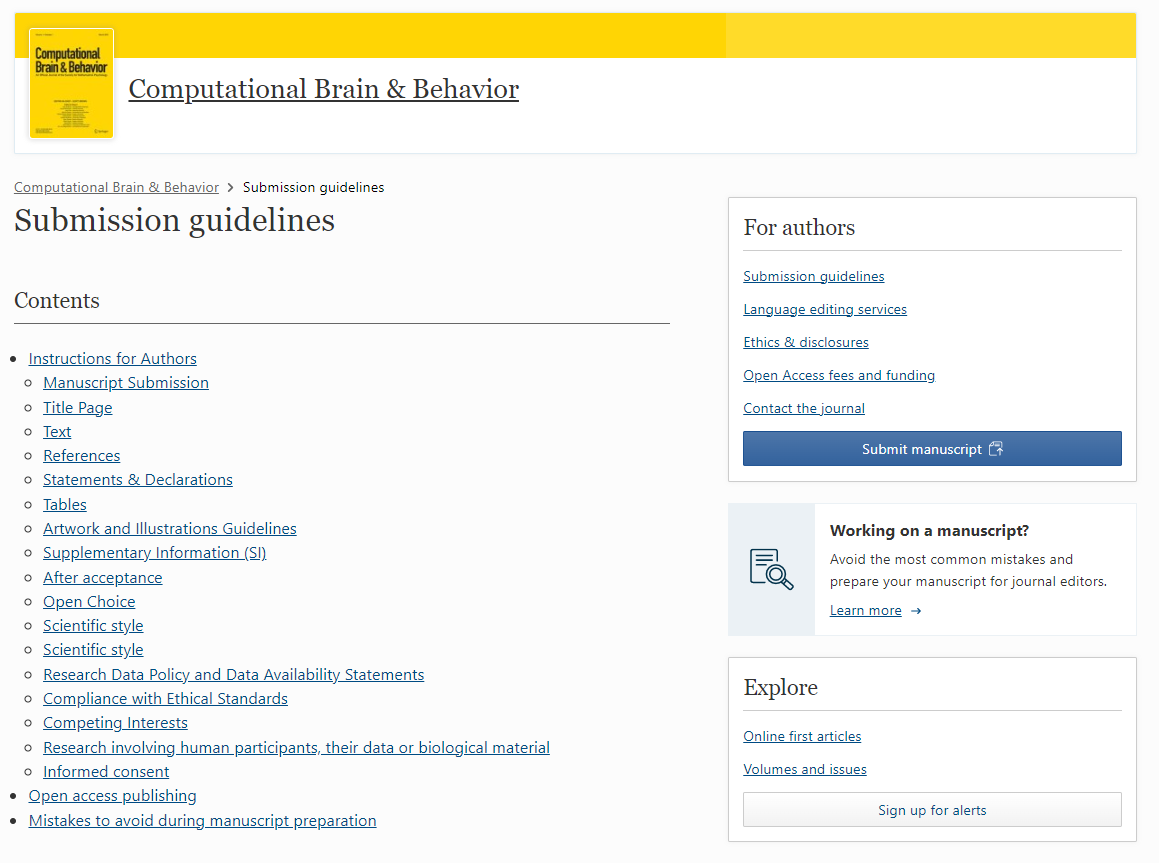 Computational
Brain & Behavior
Computational Brain & Behavior
Computational Brain & Behavior > Submission guidelines
Submission guidelines
Contents
Instructions for Authors
Manuscript Submission
Title Page
Text
References
Statements & Declarations
Tables
Artwork and Illustrations Guidelines
Supplementary Information (SI)
After acceptance
Open Choice
Scientific style
Scientific style
Research Data Policy and Data Availability Statements
Compliance with Ethical Standards
Competing Interests
Research involving human participants, their data or biological material
Informed consent
Open access publishing
Mistakes to avoid during manuscript preparation
For authors
Submission guidelines
Language editing services
Ethics & disclosures
Open Access fees and funding
Contact the journal
Submit manuscript
Working on a manuscript?
Avoid the most common mistakes and
prepare your manuscript for journal editors.
Learn more →
Explore
Online first articles
Volumes and issues
Sign up for alerts